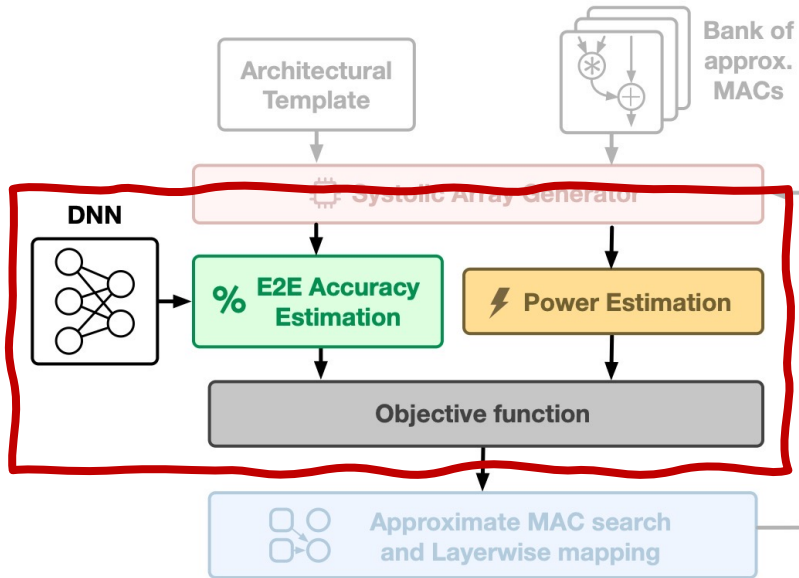 Architectural
Template
Bank of
approx.
MACs
Systolic Array Generator
DNN
% E2E Accuracy
Estimation
Power Estimation
Objective function
Approximate MAC search
and Layerwise mapping